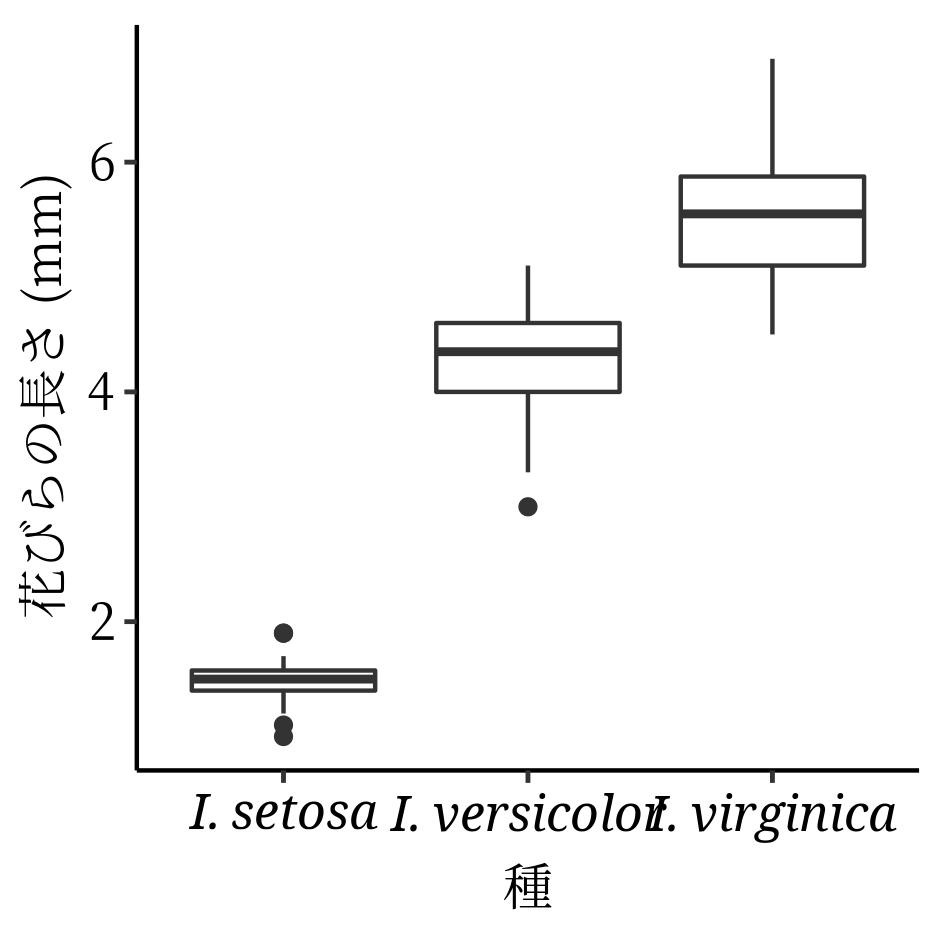 花びらの長さ (mm)
6
4
2
I. setosa I. versicolor I. virginica
種